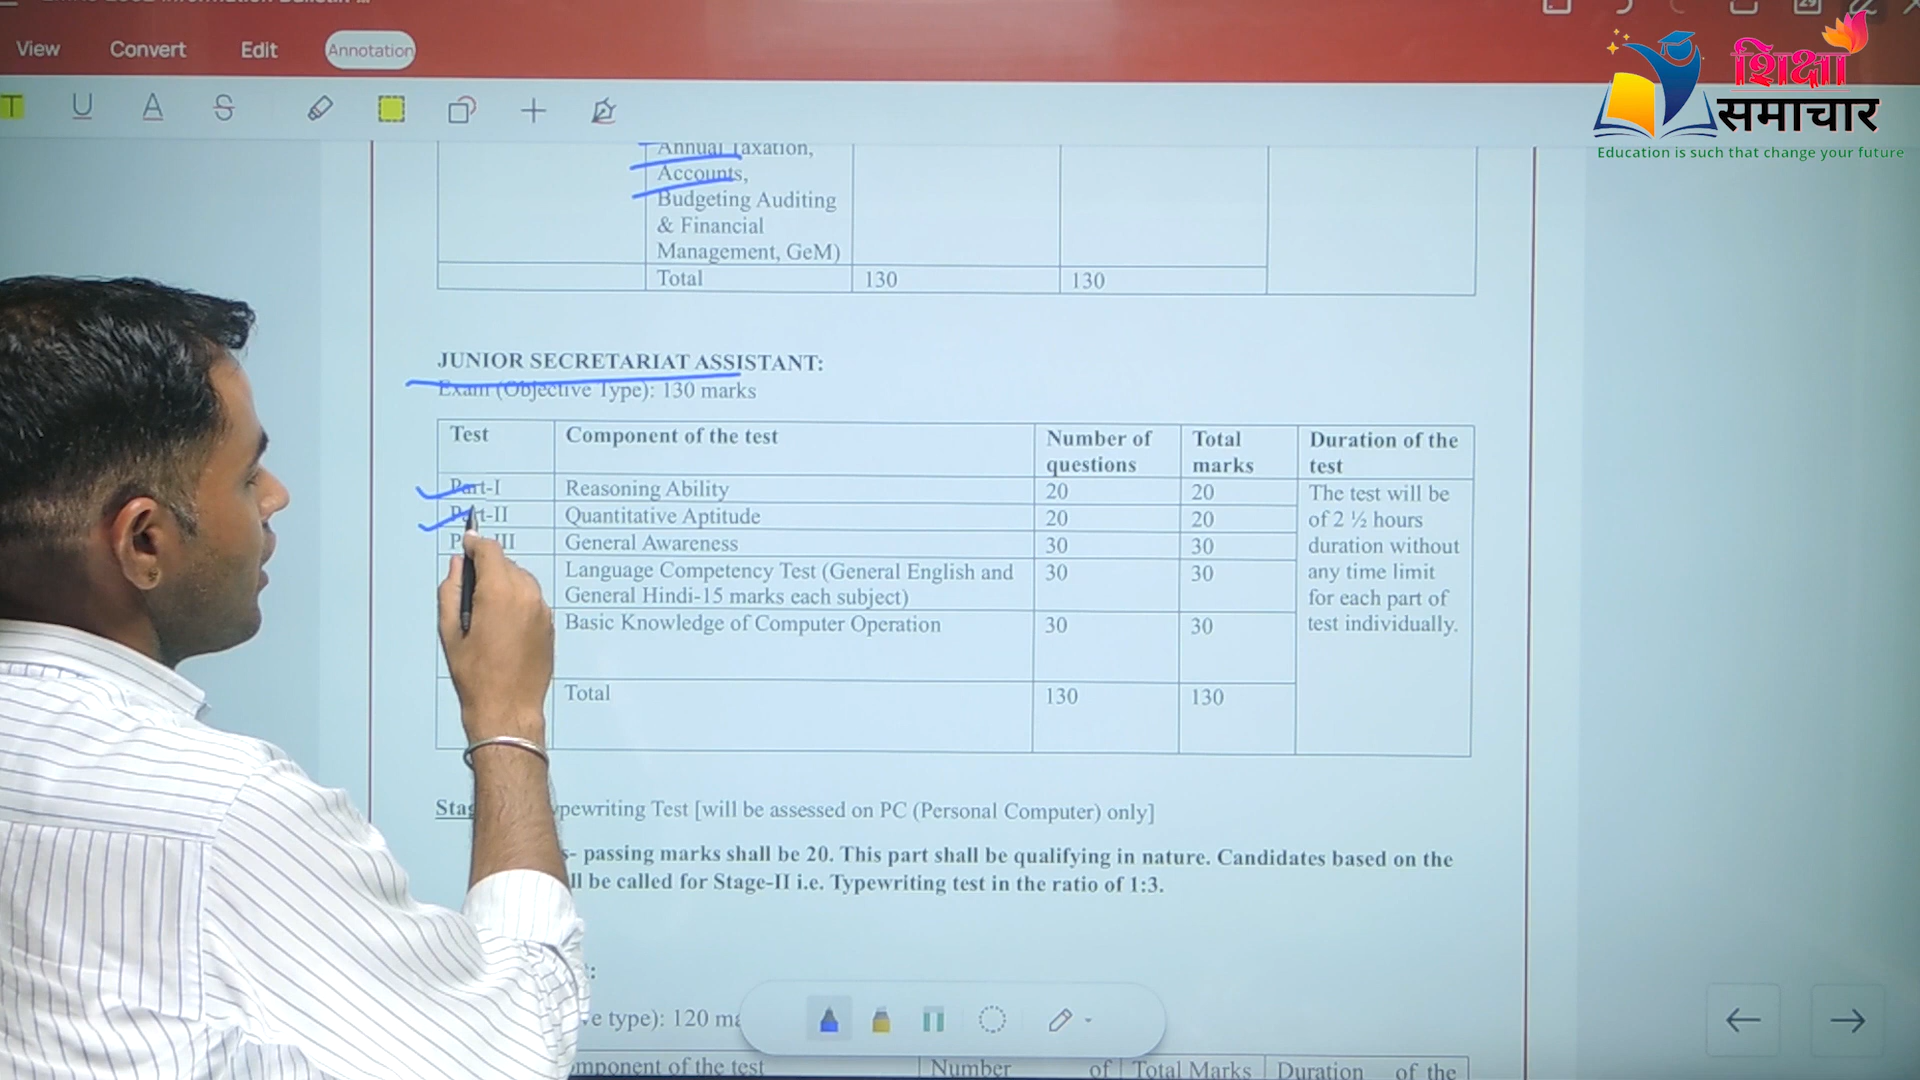 View Convert Edit Annotation
T U A S
शिक्षा
समाचार
Education is such that change your future
Annual Taxation,
Accounts,
Budgeting Auditing
& Financial
Management, GeM)
Total 130 130
JUNIOR SECRETARIAT ASSISTANT:
Exam (Objective Type): 130 marks
Test Component of the test Number of questions Total marks Duration of the test
Part-I Reasoning Ability 20 20 The test will be
Part-II Quantitative Aptitude 20 20 of 2 ½ hours
III General Awareness 30 30 duration without
Language Competency Test (General English and 30 30 any time limit
General Hindi-15 marks each subject) for each part of
Basic Knowledge of Computer Operation 30 30 test individually.
Total 130 130
Typewriting Test [will be assessed on PC (Personal Computer) only]
- passing marks shall be 20. This part shall be qualifying in nature. Candidates based on the
be called for Stage-II i.e. Typewriting test in the ratio of 1:3.
type): 120
of the test Number of Total Marks Duration of the